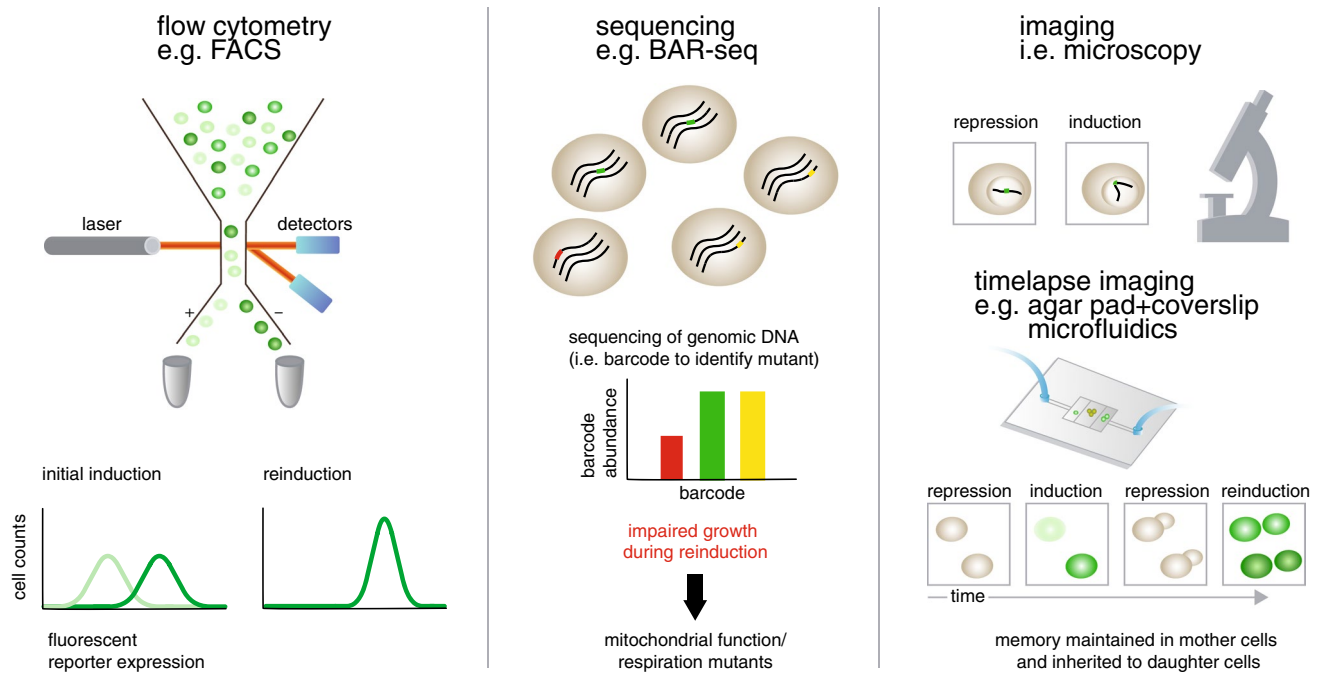 flow cytometry
e.g. FACS
laser
detectors
+
−
initial induction
reinduction
cell counts
fluorescent
reporter expression
sequencing
e.g. BAR-seq
sequencing of genomic DNA
(i.e. barcode to identify mutant)
barcode
abundance
barcode
impaired growth
during reinduction
mitochondrial function/
respiration mutants
imaging
i.e. microscopy
repression
induction
timelapse imaging
e.g. agar pad+coverslip
microfluidics
repression
induction
repression
reinduction
time
memory maintained in mother cells
and inherited to daughter cells